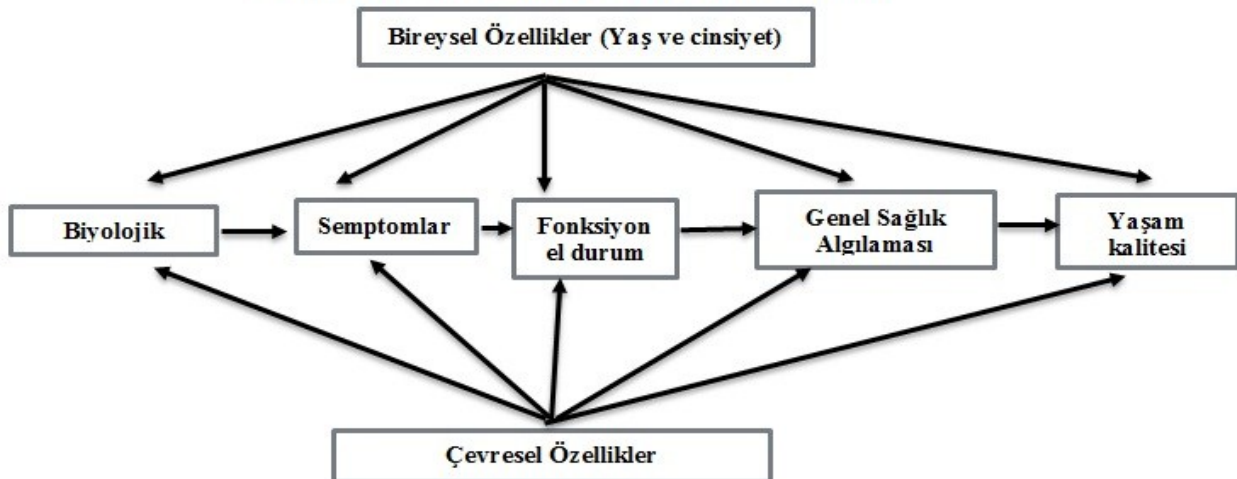 Bireysel Özellikler (Yaş ve cinsiyet)
Biyolojik
Semptomlar
Fonksiyon
el durum
Genel Sağlık
Algılaması
Yaşam
kalitesi
Çevresel Özellikler